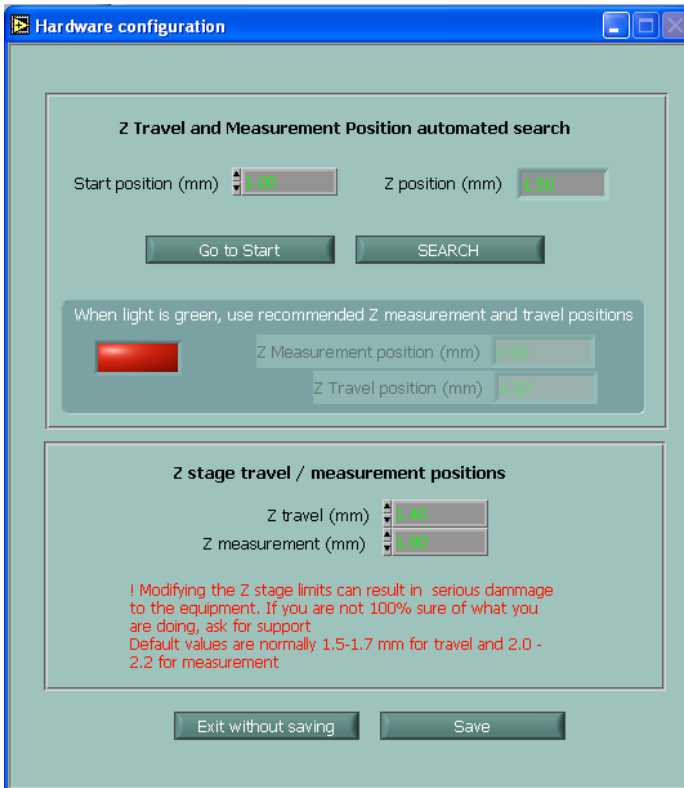 Hardware configuration
Z Travel and Measurement Position automated search
Start position (mm) 1.00 Z position (mm) 1.50
Go to Start SEARCH
When light is green, use recommended Z measurement and travel positions
Z Measurement position (mm)
Z Travel position (mm)
Z stage travel / measurement positions
Z travel (mm) 1.40
Z measurement (mm) 1.90
! Modifying the Z stage limits can result in serious dammage
to the equipment. If you are not 100% sure of what you
are doing, ask for support
Default values are normally 1.5-1.7 mm for travel and 2.0 -
2.2 for measurement
Exit without saving Save